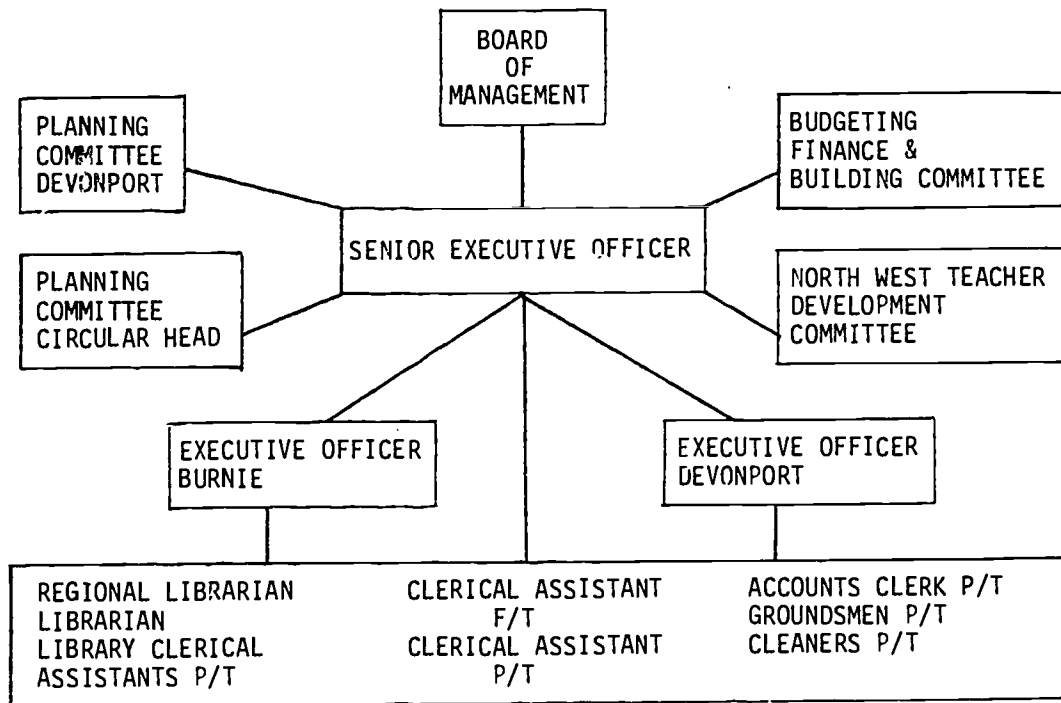 BOARD
OF
MANAGEMENT
PLANNING
COMMITTEE
DEVONPORT
BUDGETING
FINANCE &
BUILDING COMMITTEE
SENIOR EXECUTIVE OFFICER
PLANNING
COMMITTEE
CIRCULAR HEAD
NORTH WEST TEACHER
DEVELOPMENT
COMMITTEE
EXECUTIVE OFFICER
BURNIE
EXECUTIVE OFFICER
DEVONPORT
REGIONAL LIBRARIAN
LIBRARIAN
LIBRARY CLERICAL
ASSISTANTS P/T
CLERICAL ASSISTANT
F/T
CLERICAL ASSISTANT
P/T
ACCOUNTS CLERK P/T
GROUNDSMEN P/T
CLEANERS P/T